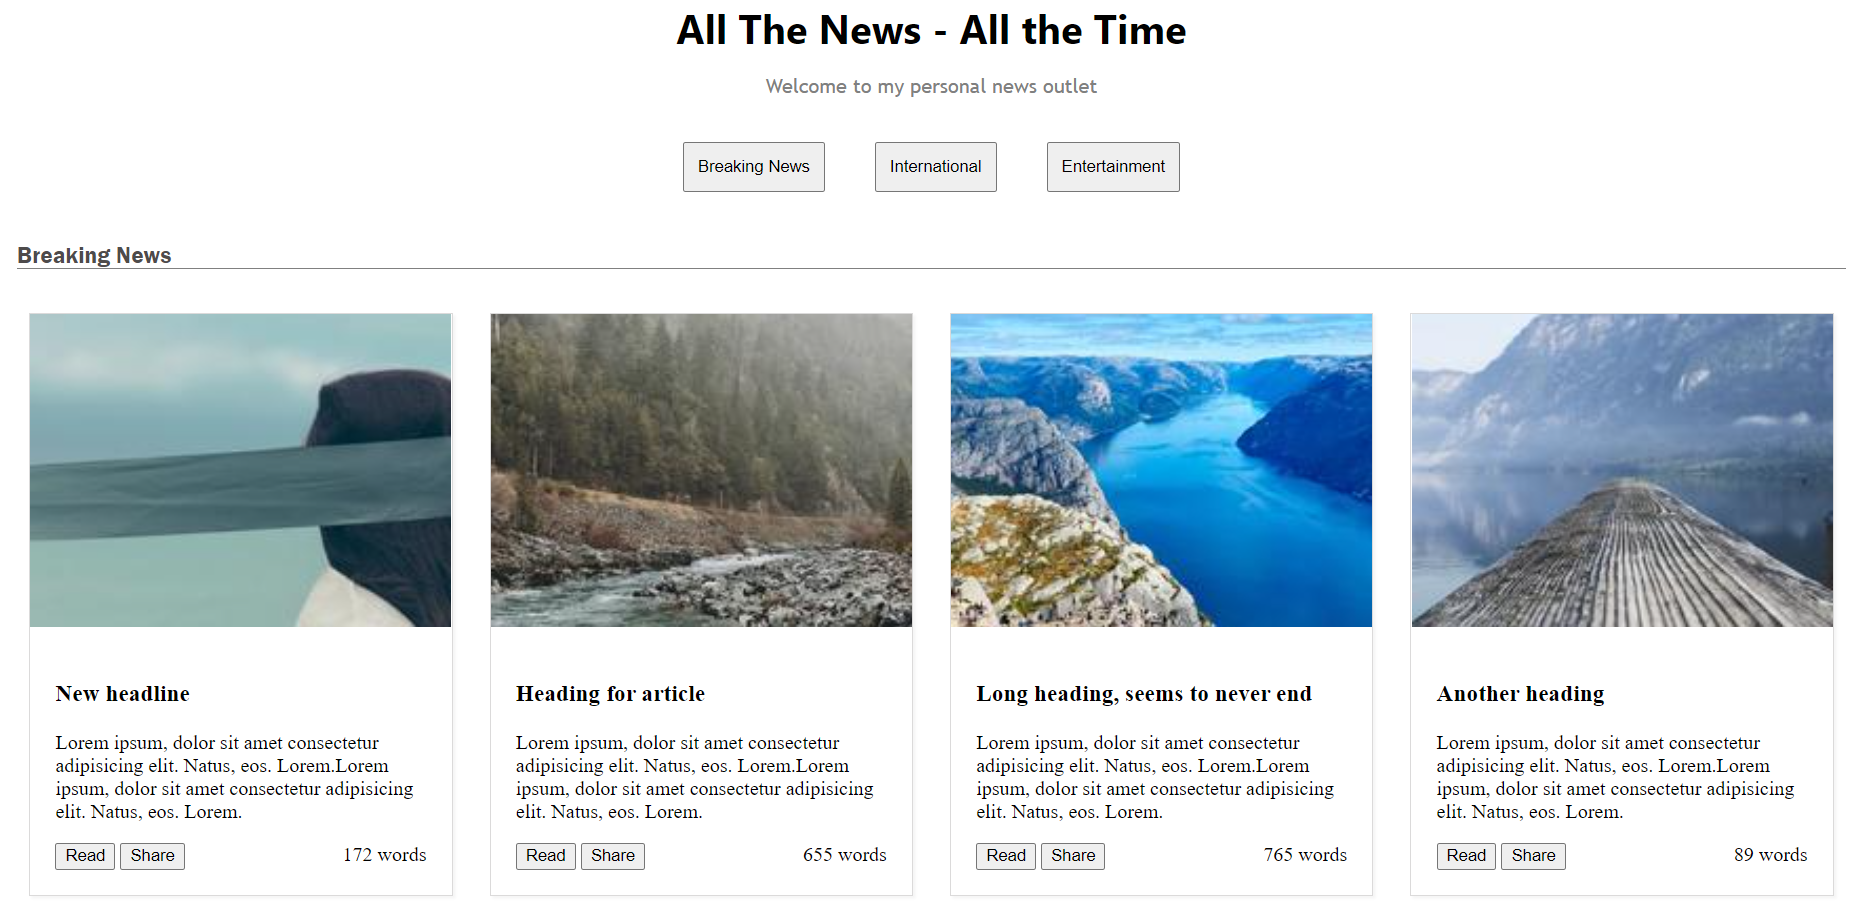 All The News - All the Time
Welcome to my personal news outlet
Breaking News
International
Entertainment
Breaking News
New headline
Lorem ipsum, dolor sit amet consectetur
adipisicing elit. Natus, eos. Lorem.Lorem
ipsum, dolor sit amet consectetur adipisicing
elit. Natus, eos. Lorem.
Read Share 172 words
Heading for article
Lorem ipsum, dolor sit amet consectetur
adipisicing elit. Natus, eos. Lorem.Lorem
ipsum, dolor sit amet consectetur adipisicing
elit. Natus, eos. Lorem.
Read Share 655 words
Long heading, seems to never end
Lorem ipsum, dolor sit amet consectetur
adipisicing elit. Natus, eos. Lorem.Lorem
ipsum, dolor sit amet consectetur adipisicing
elit. Natus, eos. Lorem.
Read Share 765 words
Another heading
Lorem ipsum, dolor sit amet consectetur
adipisicing elit. Natus, eos. Lorem.Lorem
ipsum, dolor sit amet consectetur adipisicing
elit. Natus, eos. Lorem.
Read Share 89 words